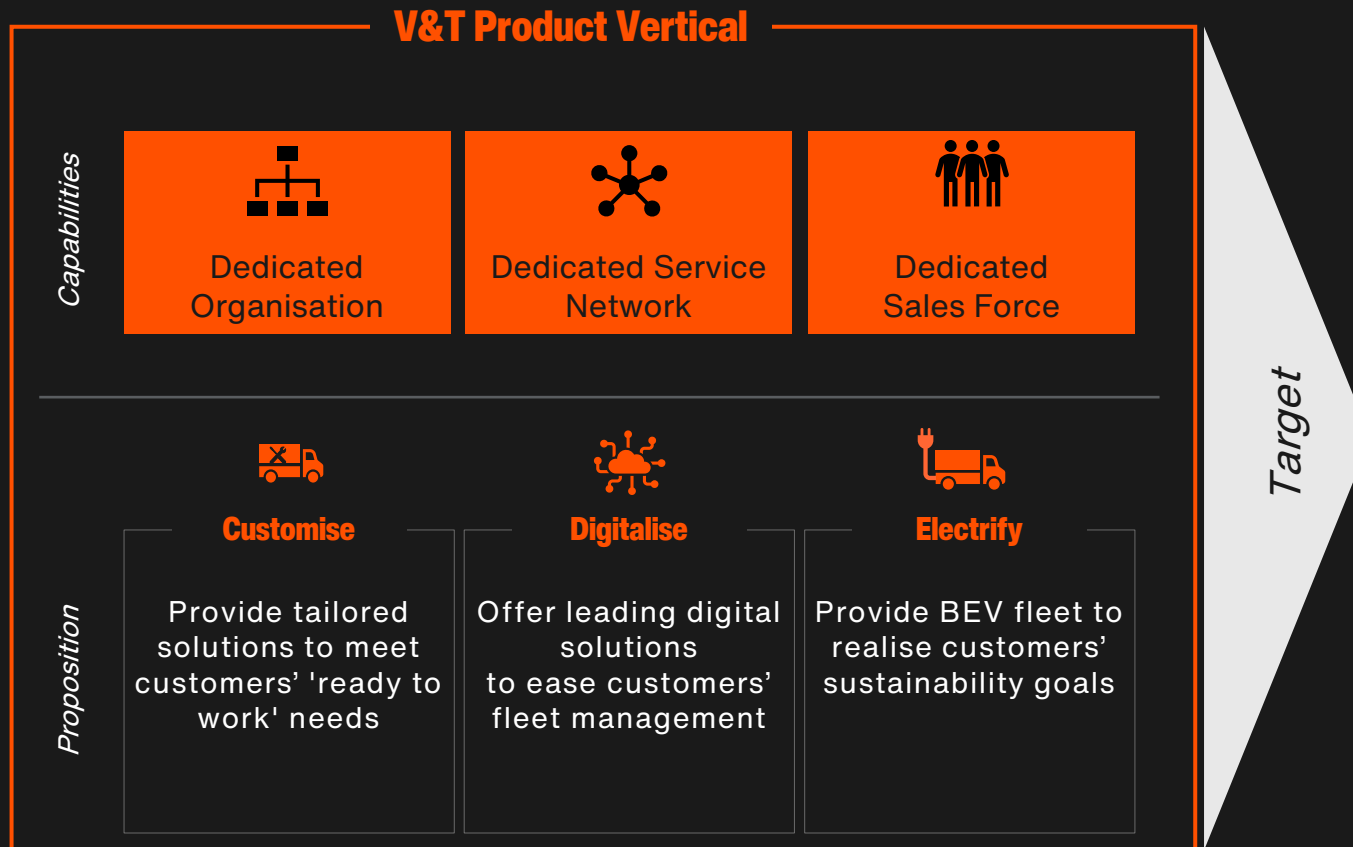 V&T Product Vertical
Capabilities
Dedicated
Organisation
Dedicated Service
Network
Dedicated
Sales Force
Target
Proposition
Customise
Provide tailored
solutions to meet
customers’ 'ready to
work' needs
Digitalise
Offer leading digital
solutions
to ease customers’
fleet management
Electrify
Provide BEV fleet to
realise customers’
sustainability goals